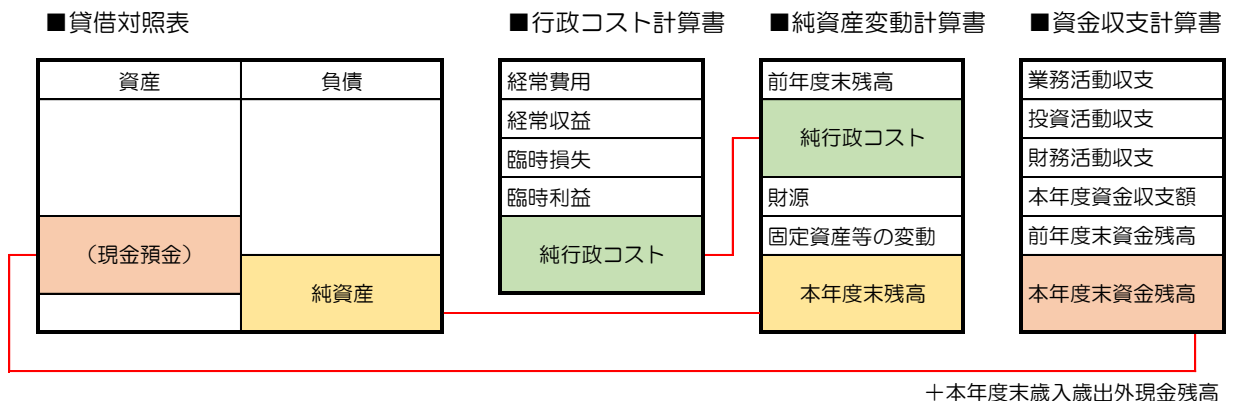 ■貸借対照表
資産
負債
（現金預金）
純資産
■行政コスト計算書
経常費用
経常収益
臨時損失
臨時利益
純行政コスト
■純資産変動計算書
前年度末残高
純行政コスト
財源
固定資産等の変動
本年度末残高
■資金収支計算書
業務活動収支
投資活動収支
財務活動収支
本年度資金収支額
前年度末資金残高
本年度末資金残高
＋本年度末歳入歳出外現金残高